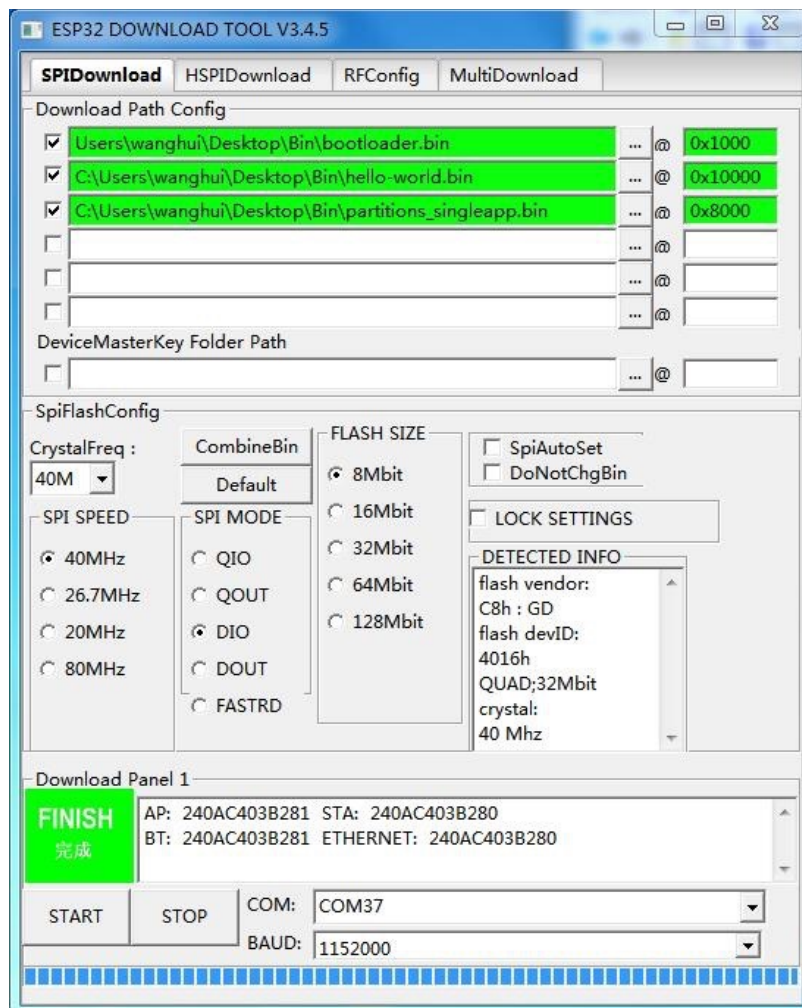 ESP32 DOWNLOAD TOOL V3.4.5
SPIDownload HSPIDownload RFConfig MultiDownload
Download Path Config
Users\wanghui\Desktop\Bin\bootloader.bin ... @ 0x1000
C:\Users\wanghui\Desktop\Bin\hello-world.bin ... @ 0x10000
C:\Users\wanghui\Desktop\Bin\partitions_singleapp.bin ... @ 0x8000
... @
... @
... @
DeviceMasterKey Folder Path
... @
SpiFlashConfig
CrystalFreq :
40M
CombineBin
Default
SPI SPEED
40MHz
26.7MHz
20MHz
80MHz
SPI MODE
QIO
QOUT
DIO
DOUT
FASTRD
FLASH SIZE
8Mbit
16Mbit
32Mbit
64Mbit
128Mbit
SpiAutoSet
DoNotChgBin
LOCK SETTINGS
DETECTED INFO
flash vendor:
C8h : GD
flash devID:
4016h
QUAD;32Mbit
crystal:
40 Mhz
Download Panel 1
FINISH
完成
AP: 240AC403B281 STA: 240AC403B280
BT: 240AC403B281 ETHERNET: 240AC403B280
START STOP
COM: COM37
BAUD: 1152000